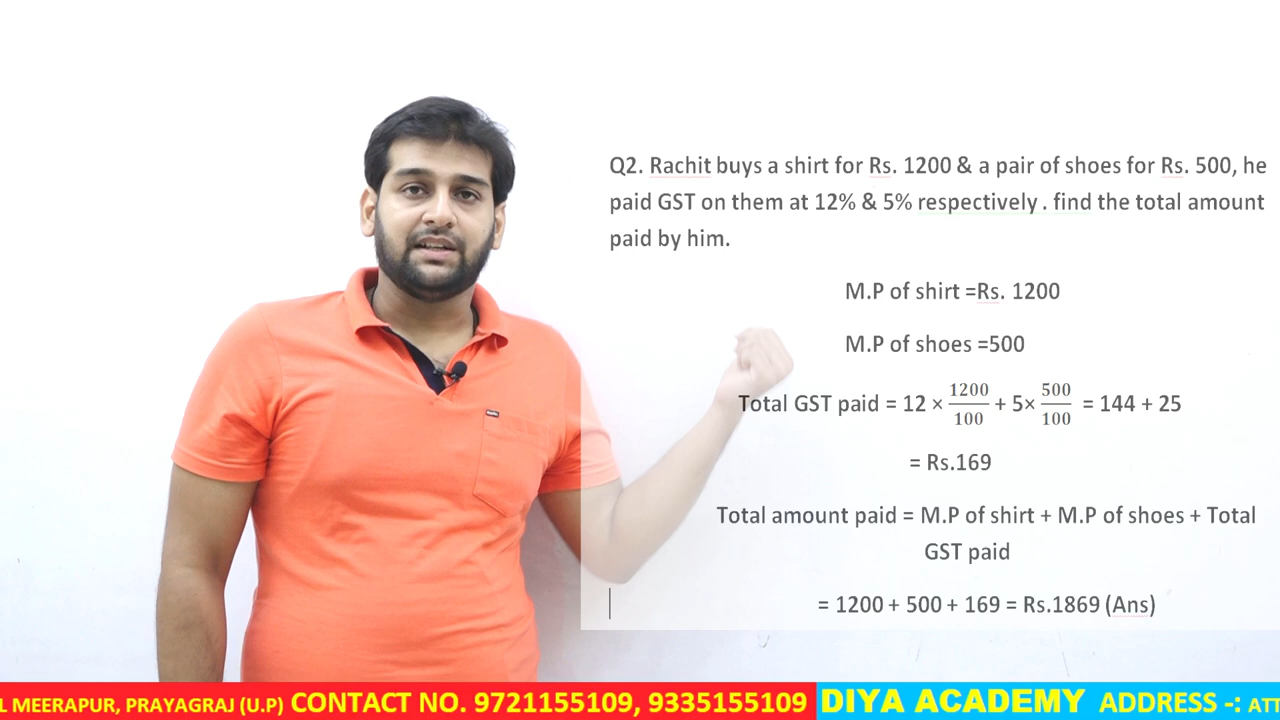 Q2. Rachit buys a shirt for Rs. 1200 & a pair of shoes for Rs. 500, he
paid GST on them at 12% & 5% respectively . find the total amount
paid by him.
M.P of shirt =Rs. 1200
M.P of shoes =500
Total GST paid = 12 × 1200/100 + 5× 500/100 = 144 + 25
= Rs.169
Total amount paid = M.P of shirt + M.P of shoes + Total
GST paid
= 1200 + 500 + 169 = Rs.1869 (Ans)
L MEERAPUR, PRAYAGRAJ (U.P) CONTACT NO. 9721155109, 9335155109 DIYA ACADEMY ADDRESS -: ATT